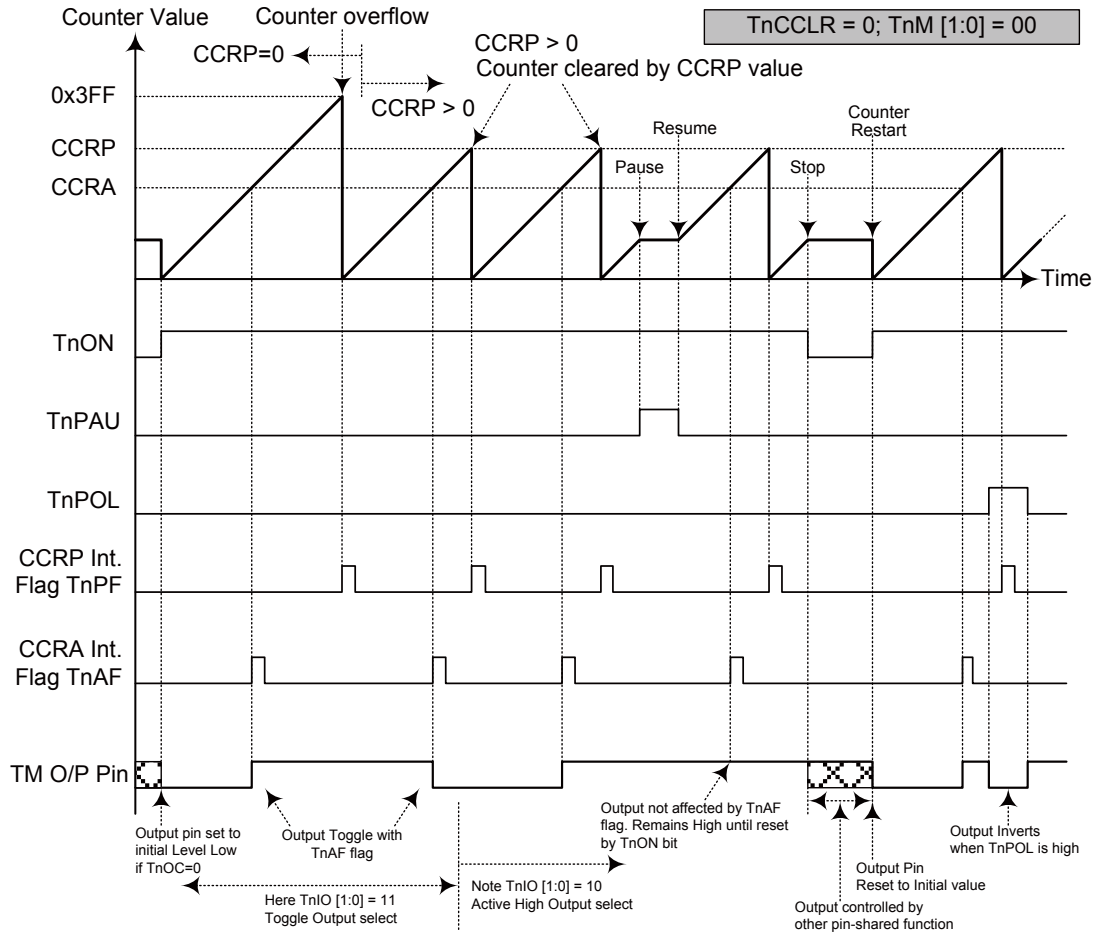 Counter Value
Counter overflow
TnCCLR = 0; TnM [1:0] = 00
CCRP=0
CCRP > 0
CCRP > 0
Counter cleared by CCRP value
0x3FF
CCRP
CCRA
Pause
Resume
Stop
Counter
Restart
Time
TnON
TnPAU
TnPOL
CCRP Int.
Flag TnPF
CCRA Int.
Flag TnAF
TM O/P Pin
Output pin set to
initial Level Low
if TnOC=0
Output Toggle with
TnAF flag
Output not affected by TnAF
flag. Remains High until reset
by TnON bit
Output Inverts
when TnPOL is high
Output Pin
Reset to Initial value
Here TnIO [1:0] = 11
Toggle Output select
Note TnIO [1:0] = 10
Active High Output select
Output controlled by
other pin-shared function